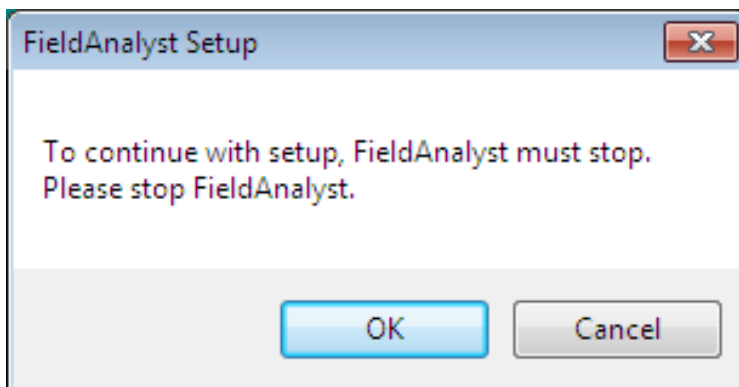 FieldAnalyst Setup
To continue with setup, FieldAnalyst must stop.
Please stop FieldAnalyst.
OK Cancel